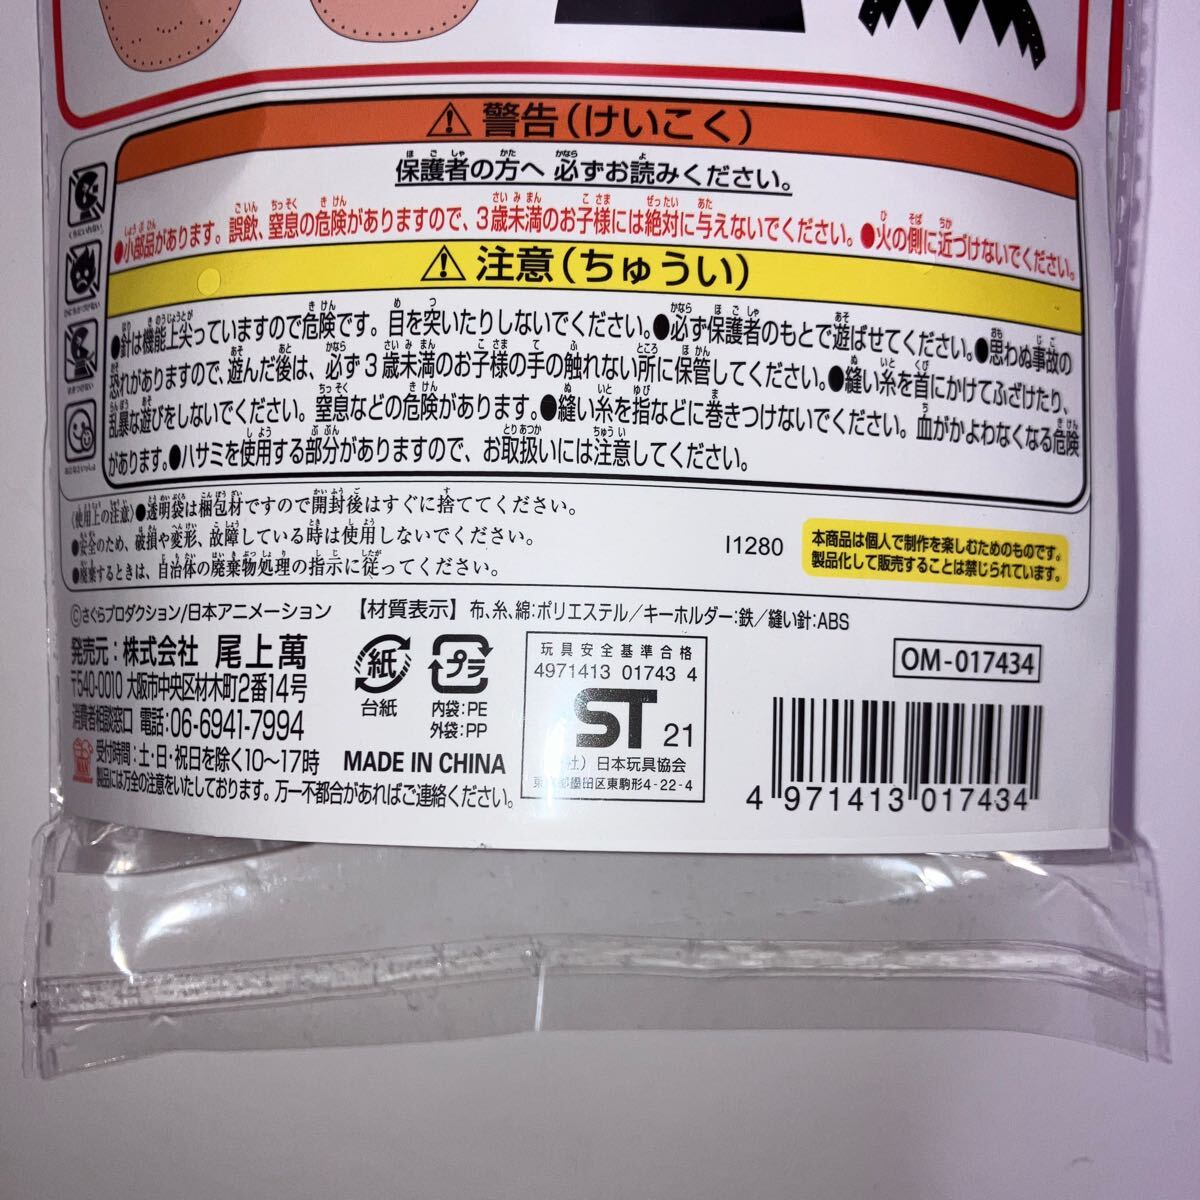 ⚠ 警告（けいこく）
保護者の方へ 必ずお読みください。
●小部品があります。誤飲、窒息の危険がありますので、3歳未満のお子様には絶対に与えないでください。●火の側に近づけないでください。
⚠ 注意（ちゅうい）
●針は機能上尖っていますので危険です。目を突いたりしないでください。●必ず保護者のもとで遊ばせてください。●思わぬ事故の
恐れがありますので、遊んだ後は、必ず3歳未満のお子様の手の触れない所に保管してください。●縫い糸を首にかけてふざけたり、
乱暴な遊びをしないでください。窒息などの危険があります。●縫い糸を指などに巻きつけないでください。血がかよわなくなる危険
があります。●ハサミを使用する部分がありますので、お取扱いには注意してください。
〈使用上の注意〉●透明袋は梱包材ですので開封後はすぐに捨ててください。
●安全のため、破損や変形、故障している時は使用しないでください。
●廃棄するときは、自治体の廃棄物処理の指示に従ってください。
I1280
本商品は個人で制作を楽しむためのものです。
製品化して販売することは禁じられています。
©さくらプロダクション/日本アニメーション 【材質表示】布、糸、綿:ポリエステル/キーホルダー:鉄/縫い針:ABS
発売元:株式会社 尾上萬
〒540-0010 大阪市中央区材木町2番14号
消費者相談窓口 電話:06-6941-7994
受付時間:土・日・祝日を除く10〜17時
製品には万全の注意をいたしております。万一不都合があればご連絡ください。
紙
台紙
プラ
内袋:PE
外袋:PP
MADE IN CHINA
玩具安全基準合格
4971413 01743 4
ST 21
社）日本玩具協会
東京都墨田区東駒形4-22-4
OM-017434
4 971413 017434